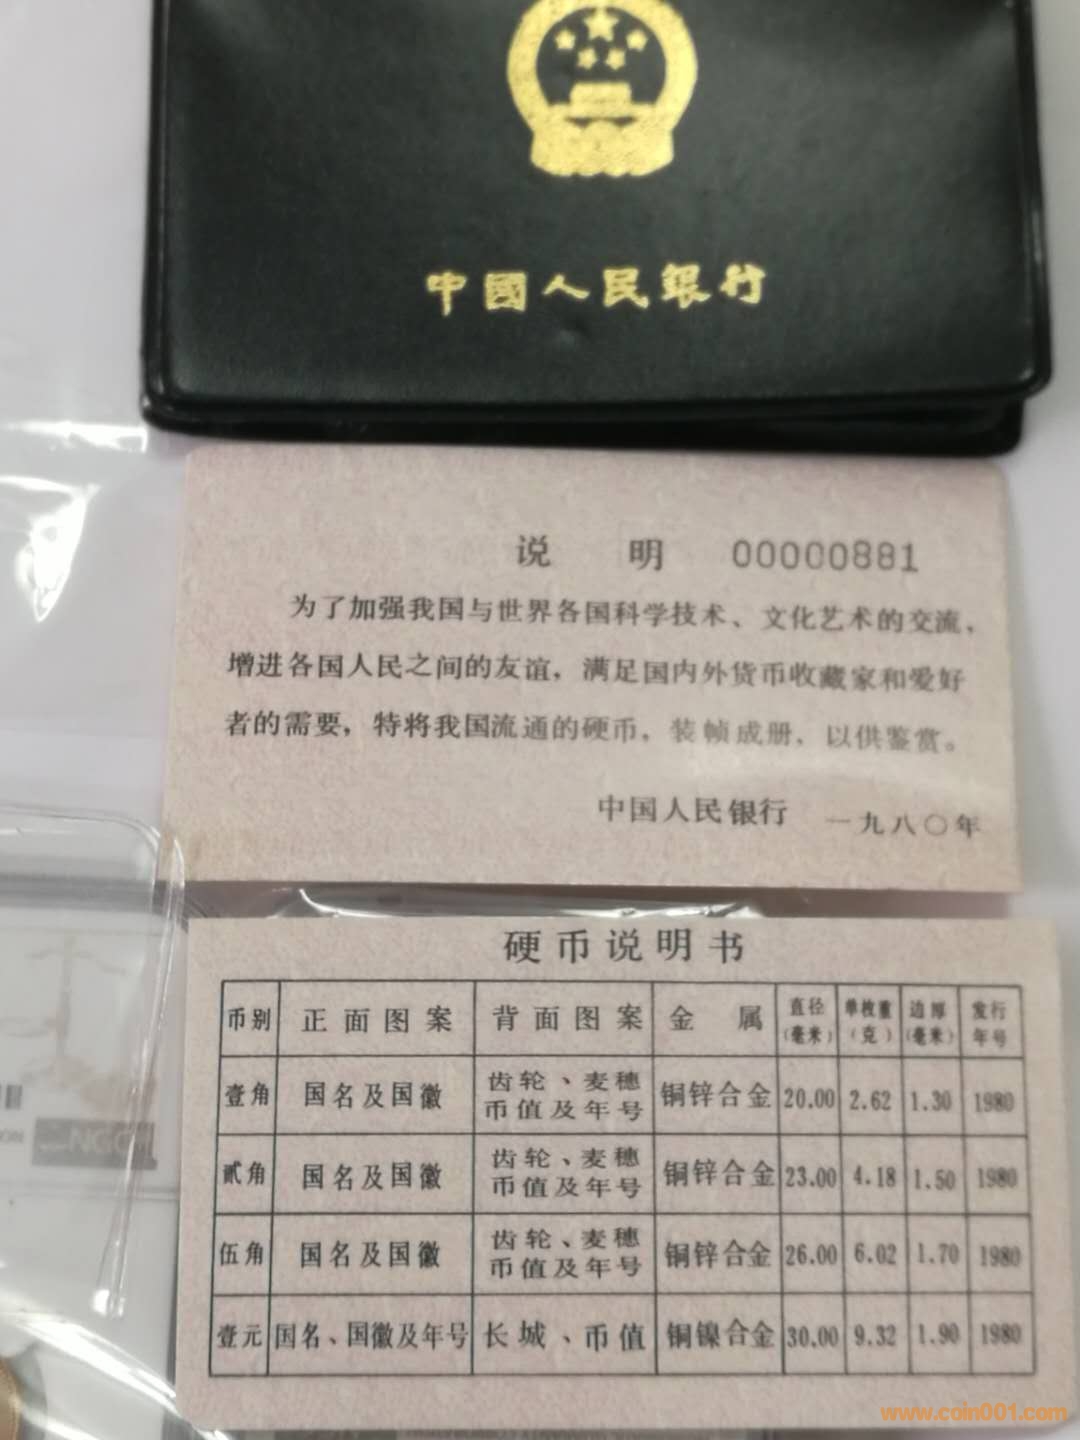 中國人民銀行
说 明 00000881
为了加强我国与世界各国科学技术、文化艺术的交流，
增进各国人民之间的友谊，满足国内外货币收藏家和爱好
者的需要，特将我国流通的硬币，装帧成册，以供鉴赏。
中国人民银行 一九八〇年
硬币说明书
币别 正面图案 背面图案 金属 直径(毫米) 单枚重(克) 边厚(毫米) 发行年号
壹角 国名及国徽 齿轮、麦穗币值及年号 铜锌合金 20.00 2.62 1.30 1980
贰角 国名及国徽 齿轮、麦穗币值及年号 铜锌合金 23.00 4.18 1.50 1980
伍角 国名及国徽 齿轮、麦穗币值及年号 铜锌合金 26.00 6.02 1.70 1980
壹元 国名、国徽及年号 长城、币值 铜镍合金 30.00 9.32 1.90 1980
www.coin001.com